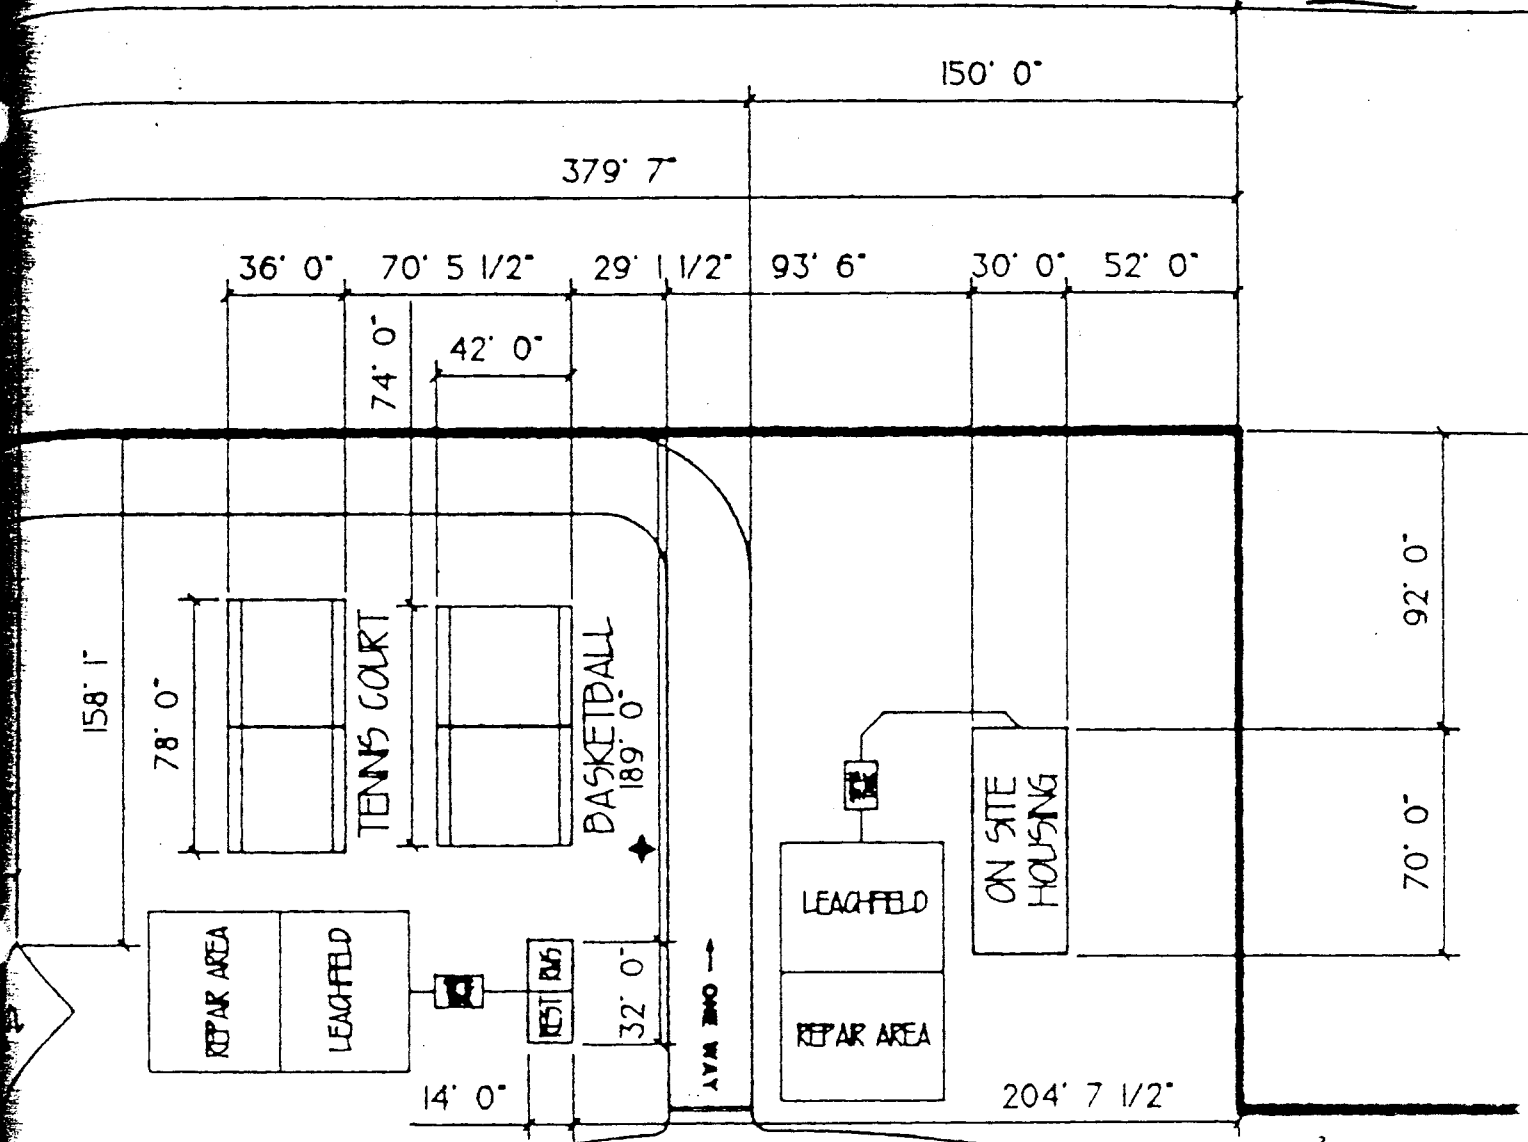 150' 0"
379' 7"
36' 0" 70' 5 1/2" 29' 1 1/2" 93' 6" 30' 0" 52' 0"
74' 0"
42' 0"
92' 0"
158' 1"
78' 0"
TENNIS COURT
BASKETBALL
189' 0"
ON SITE
HOUSING
70' 0"
LEACHFIELD
REPAIR AREA
REPAIR AREA
LEACHFIELD
REST RMS
32' 0"
← ONE WAY
14' 0"
204' 7 1/2"